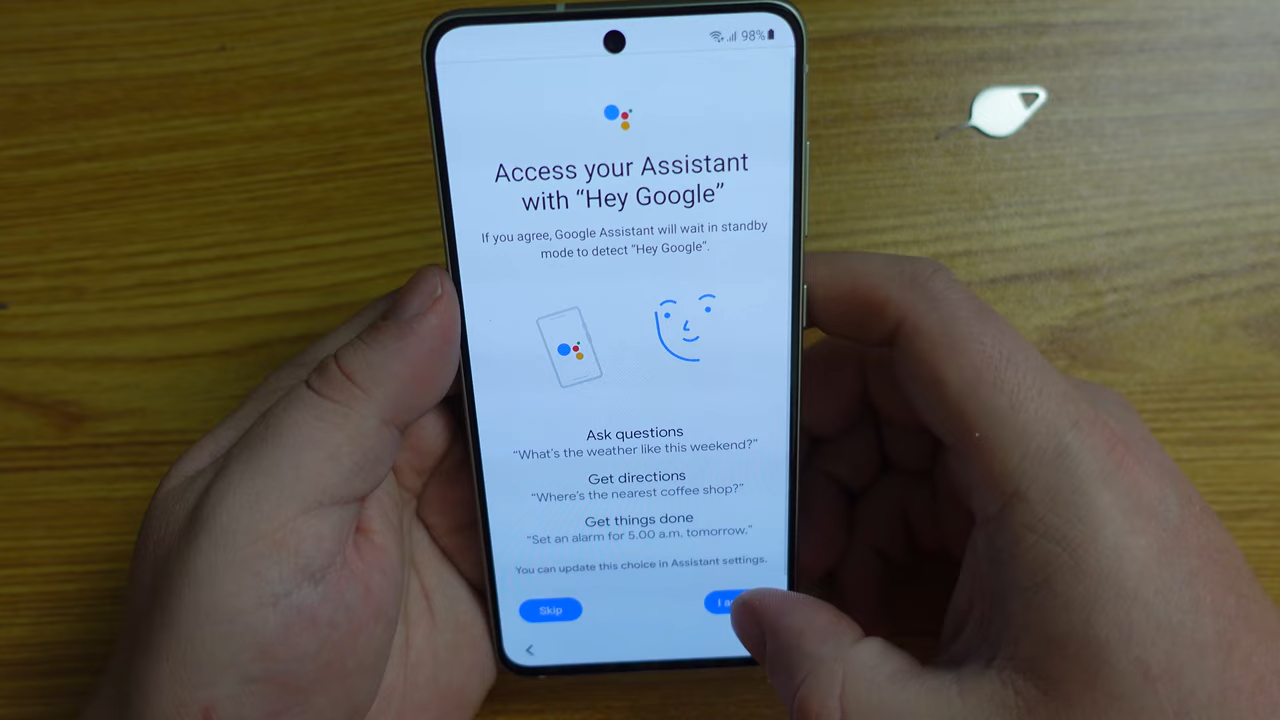 98%
Access your Assistant
with “Hey Google”
If you agree, Google Assistant will wait in standby
mode to detect “Hey Google”.
Ask questions
“What's the weather like this weekend?”
Get directions
“Where's the nearest coffee shop?”
Get things done
“Set an alarm for 5.00 a.m. tomorrow.”
You can update this choice in Assistant settings.
Skip
I